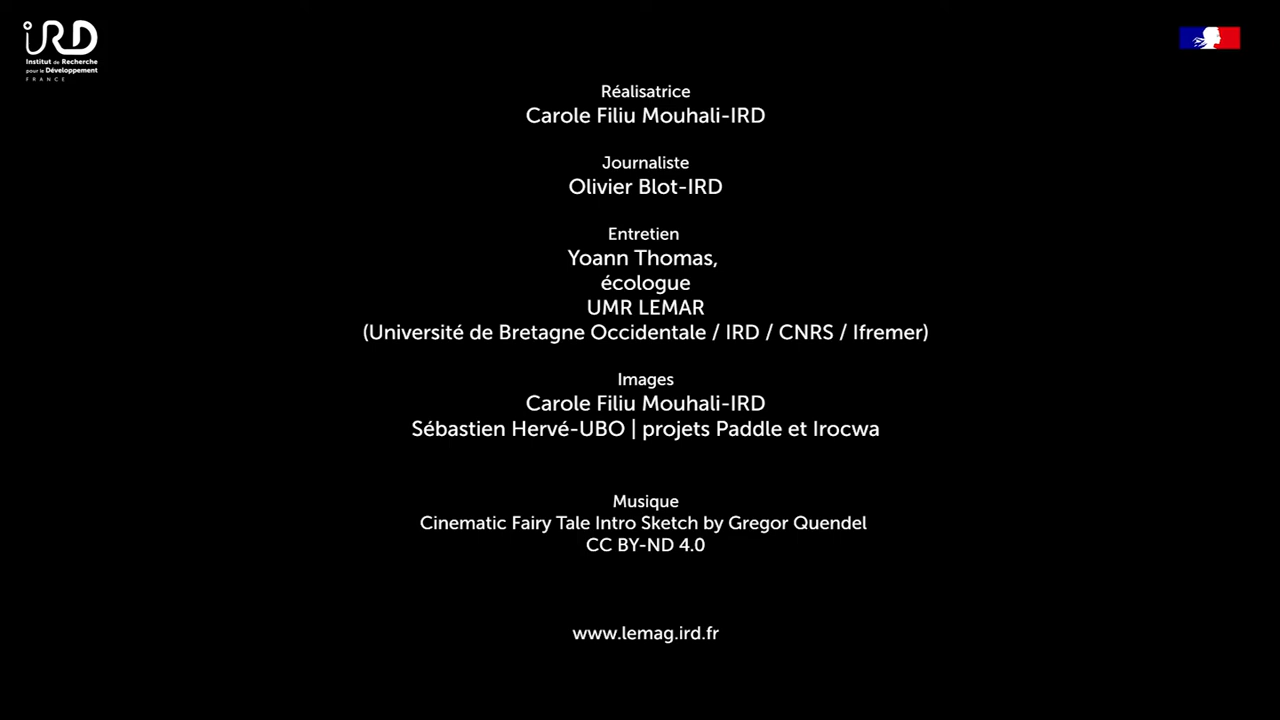 iRD
Institut de Recherche
pour le Développement
FRANCE
Réalisatrice
Carole Filiu Mouhali-IRD
Journaliste
Olivier Blot-IRD
Entretien
Yoann Thomas,
écologue
UMR LEMAR
(Université de Bretagne Occidentale / IRD / CNRS / Ifremer)
Images
Carole Filiu Mouhali-IRD
Sébastien Hervé-UBO | projets Paddle et Irocwa
Musique
Cinematic Fairy Tale Intro Sketch by Gregor Quendel
CC BY-ND 4.0
www.lemag.ird.fr